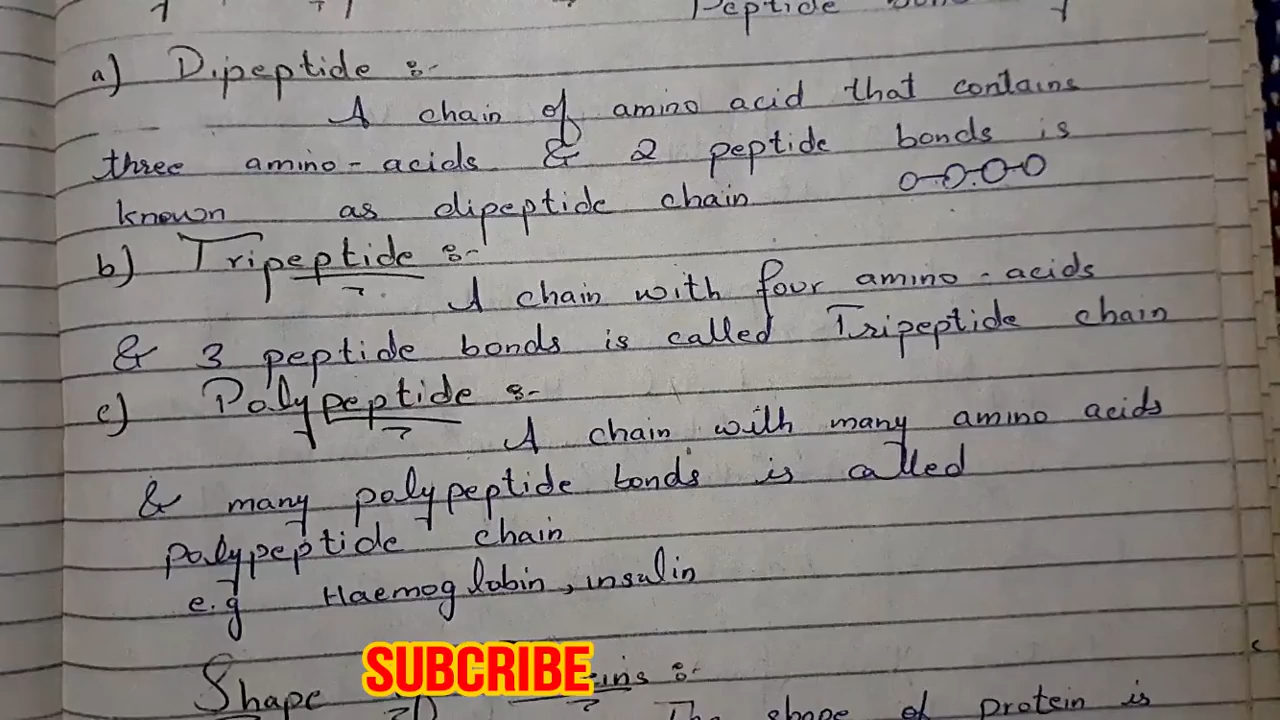 Peptide Bond
a) Dipeptide :-
A chain of amino acid that contains
three amino-acids & 2 peptide bonds is
known as dipeptide chain
b) Tripeptide :-
A chain with four amino-acids
& 3 peptide bonds is called Tripeptide chain
c) Polypeptide :-
A chain with many amino acids
& many polypeptide bonds is called
polypeptide chain
e.g Haemoglobin, insulin
SUBCRIBE
Shape :-
The shape of protein is